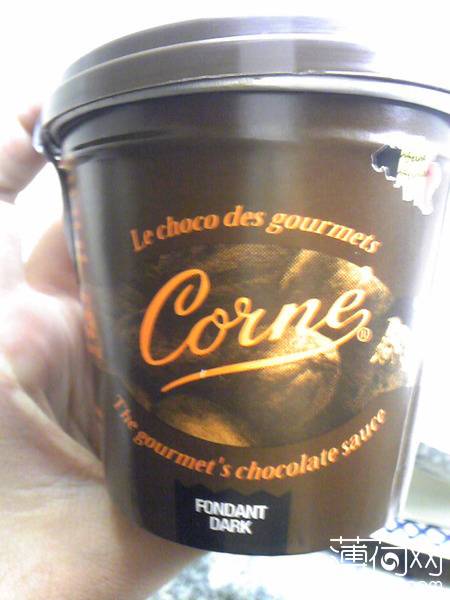 Le choco des gourmets
Corné®
The gourmet's chocolate sauce
FONDANT
DARK
薄荷网